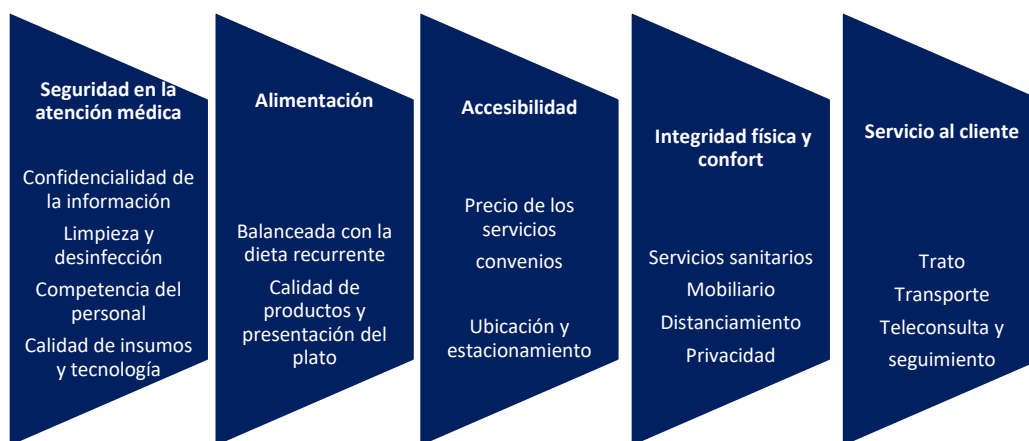 Seguridad en la
atención médica
Confidencialidad de
la información
Limpieza y
desinfección
Competencia del
personal
Calidad de insumos
y tecnología
Alimentación
Balanceada con la
dieta recurrente
Calidad de
productos y
presentación del
plato
Accesibilidad
Precio de los
servicios
convenios
Ubicación y
estacionamiento
Integridad física y
confort
Servicios sanitarios
Mobiliario
Distanciamiento
Privacidad
Servicio al cliente
Trato
Transporte
Teleconsulta y
seguimiento